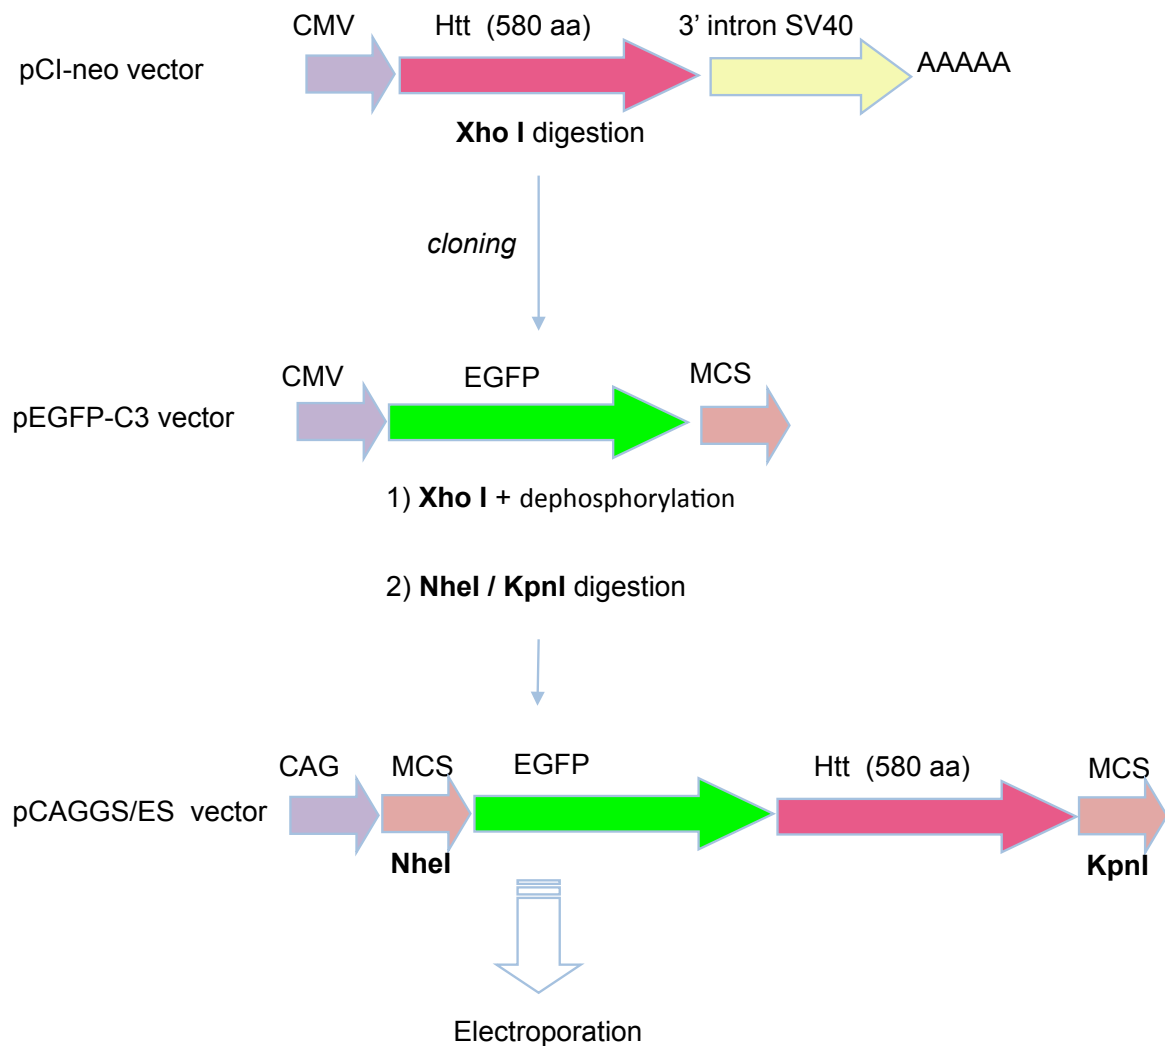 CMV Htt (580 aa) 3’ intron SV40
pCI-neo vector AAAAA
Xho I digestion
cloning
CMV EGFP MCS
pEGFP-C3 vector
1) Xho I + dephosphorylation
2) NheI / KpnI digestion
CAG MCS EGFP Htt (580 aa) MCS
pCAGGS/ES vector
NheI KpnI
Electroporation